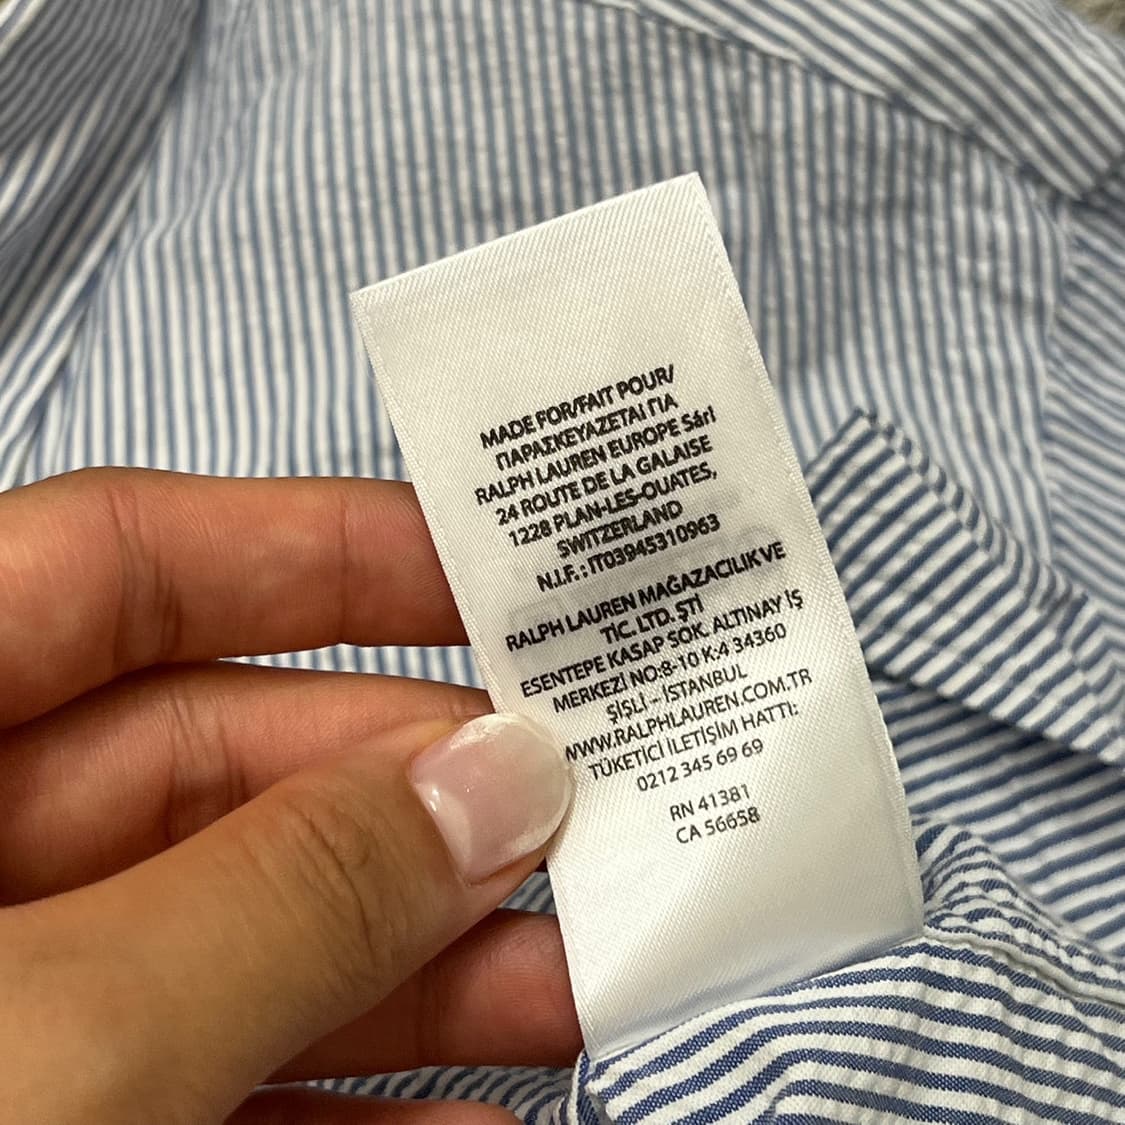 MADE FOR/FAIT POUR/
ΠΑΡΑΣΚΕΥΑΖΕΤΑΙ ΓΙΑ
RALPH LAUREN EUROPE Sárl
24 ROUTE DE LA GALAISE
1228 PLAN-LES-OUATES,
SWITZERLAND
N.I.F. : IT03945310963
RALPH LAUREN MAĞAZACILIK VE
TİC. LTD. ŞTİ
ESENTEPE KASAP SOK. ALTINAY İŞ
MERKEZİ NO:8-10 K:4 34360
ŞİŞLİ – İSTANBUL
WWW.RALPHLAUREN.COM.TR
TÜKETİCİ İLETİŞİM HATTI:
0212 345 69 69
RN 41381
CA 56658